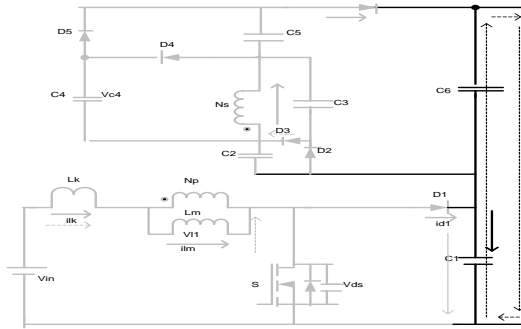 D5
D4
C5
C4
Vc4
Ns
C3
C6
D3
C2
D2
Lk
Np
D1
ilk
Lm
Vl1
id1
ilm
C1
Vin
S
Vds